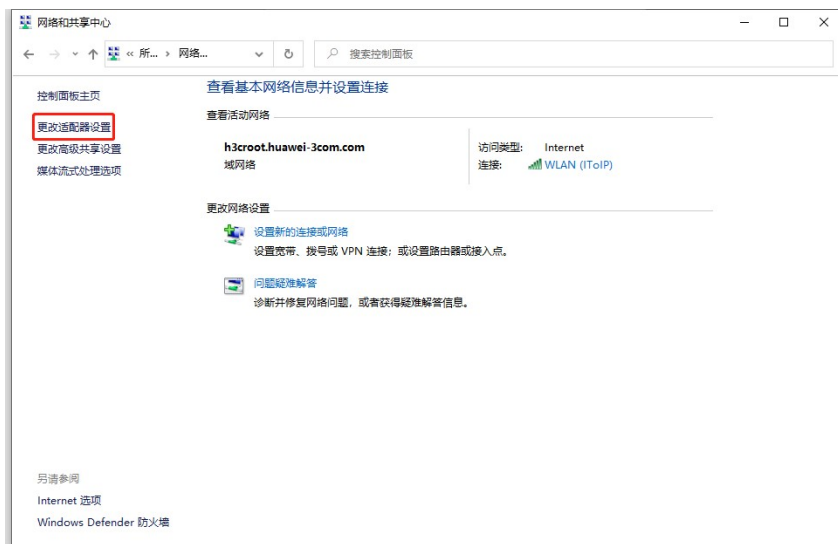 网络和共享中心
« 所... › 网络...
搜索控制面板
控制面板主页
更改适配器设置
更改高级共享设置
媒体流式处理选项
查看基本网络信息并设置连接
查看活动网络
h3croot.huawei-3com.com
域网络
访问类型: Internet
连接: WLAN (IToIP)
更改网络设置
设置新的连接或网络
设置宽带、拨号或 VPN 连接；或设置路由器或接入点。
问题疑难解答
诊断并修复网络问题，或者获得疑难解答信息。
另请参阅
Internet 选项
Windows Defender 防火墙